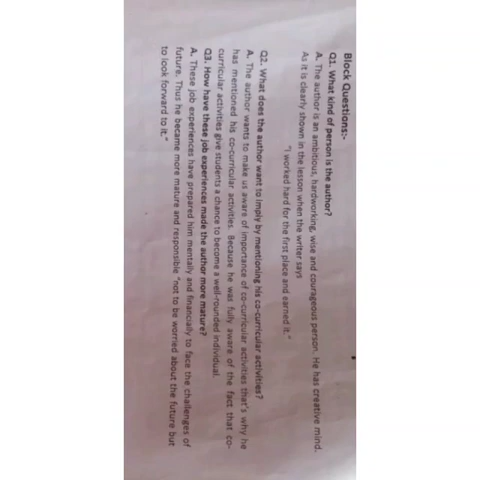 Block Questions:-
Q1. What kind of person is the author?
A. The author is an ambitious, hardworking, wise and courageous person. He has creative mind.
As it is clearly shown in the lesson when the writer says
"I worked hard for the first place and earned it."
Q2. What does the author want to imply by mentioning his co-curricular activities?
A. The author wants to make us aware of importance of co-curricular activities that's why he
has mentioned his co-curricular activities. Because he was fully aware of the fact that co-
curricular activities give students a chance to become a well-rounded individual.
Q3. How have these job experiences made the author more mature?
A. These job experiences have prepared him mentally and financially to face the challenges of
future. Thus he became more mature and responsible "not to be worried about the future but
to look forward to it."